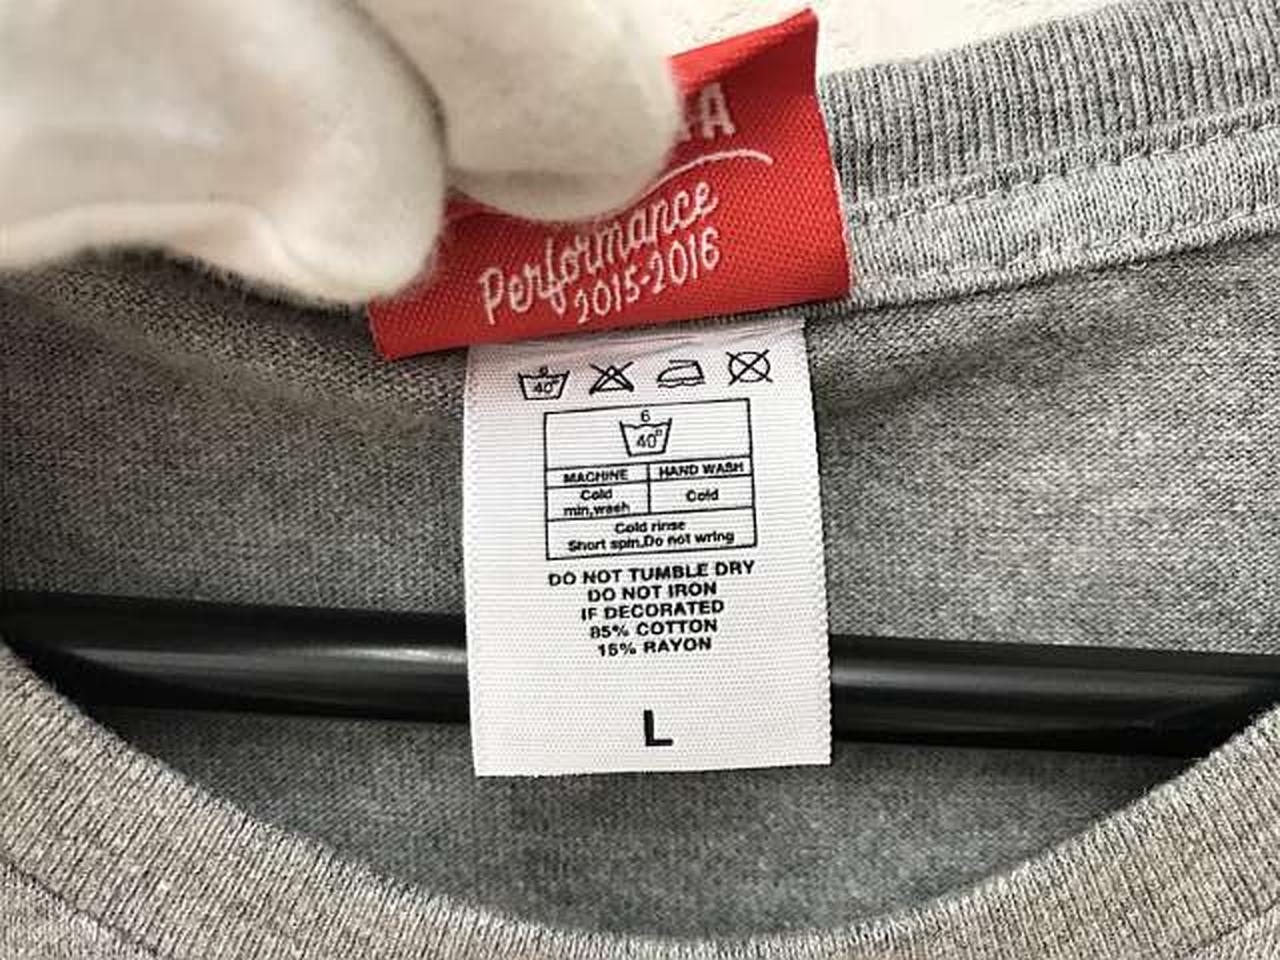 Performance
2015-2016
6
40°
6
40°
MACHINE HAND WASH
Cold
min,wash
Cold
Cold rinse
Short spin.Do not wring
DO NOT TUMBLE DRY
DO NOT IRON
IF DECORATED
85% COTTON
15% RAYON
L